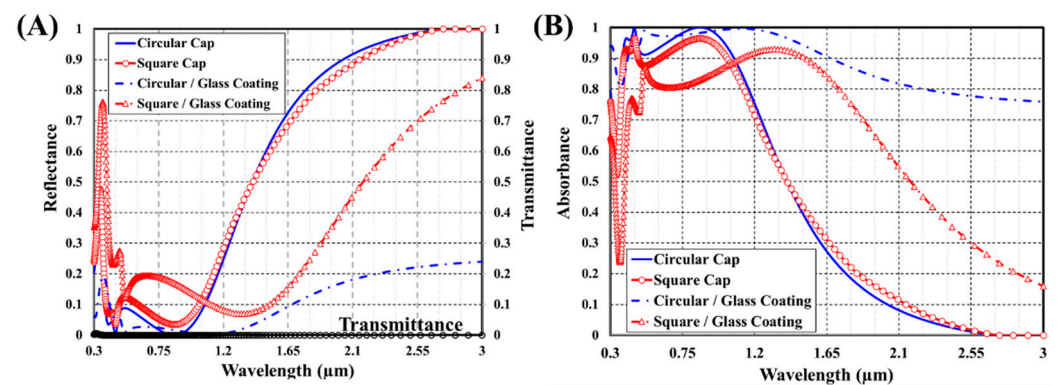 (A)
Reflectance
1
0.9
0.8
0.7
0.6
0.5
0.4
0.3
0.2
0.1
0
Circular Cap
Square Cap
Circular / Glass Coating
Square / Glass Coating
Transmittance
1
0.9
0.8
0.7
0.6
0.5
0.4
0.3
0.2
0.1
0
Transmittance
0.3 0.75 1.2 1.65 2.1 2.55 3
Wavelength (µm)
(B)
Absorbance
1
0.9
0.8
0.7
0.6
0.5
0.4
0.3
0.2
0.1
0
Circular Cap
Square Cap
Circular / Glass Coating
Square / Glass Coating
0.3 0.75 1.2 1.65 2.1 2.55 3
Wavelength (µm)